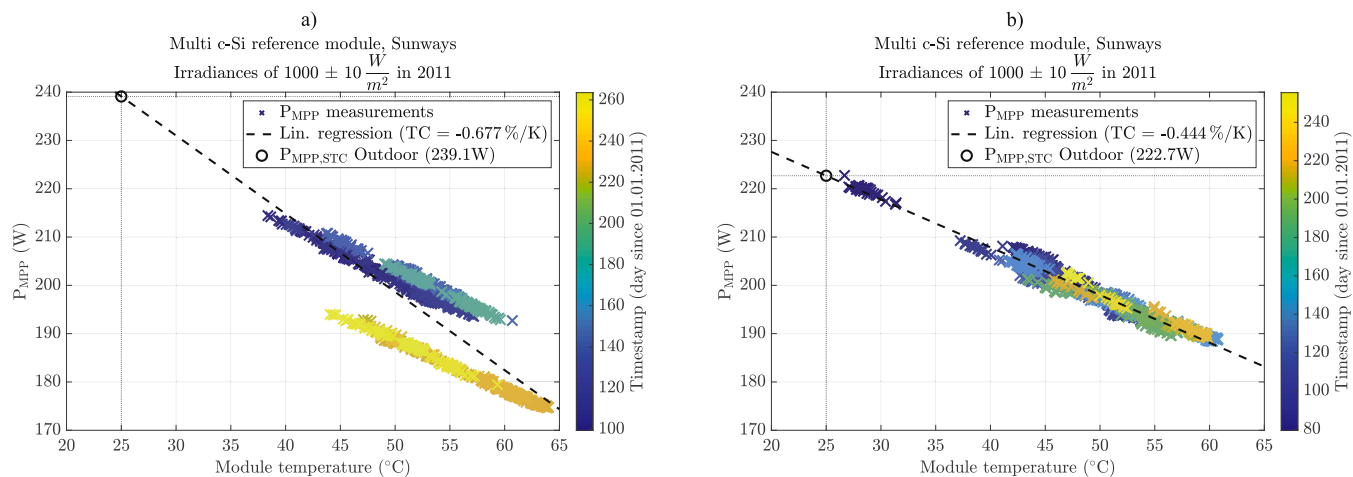 a)
Multi c-Si reference module, Sunways
Irradiances of 1000 ± 10 W/m² in 2011
240
230
220
210
200
190
180
170
P_MPP (W)
× P_MPP measurements
Lin. regression (TC = -0.677 %/K)
P_MPP,STC Outdoor (239.1W)
20 25 30 35 40 45 50 55 60 65
Module temperature (°C)
260
240
220
200
180
160
140
120
100
Timestamp (day since 01.01.2011)
b)
Multi c-Si reference module, Sunways
Irradiances of 1000 ± 10 W/m² in 2011
240
230
220
210
200
190
180
170
P_MPP (W)
× P_MPP measurements
Lin. regression (TC = -0.444 %/K)
P_MPP,STC Outdoor (222.7W)
20 25 30 35 40 45 50 55 60 65
Module temperature (°C)
240
220
200
180
160
140
120
100
80
Timestamp (day since 01.01.2011)